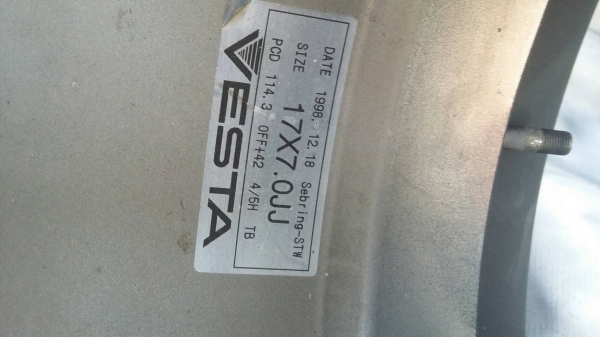 DATE 1998. 12.18 Sebring-STW
SIZE 17X7.0JJ
PCD 114.3 OFF+42 4/5H TB
VESTA